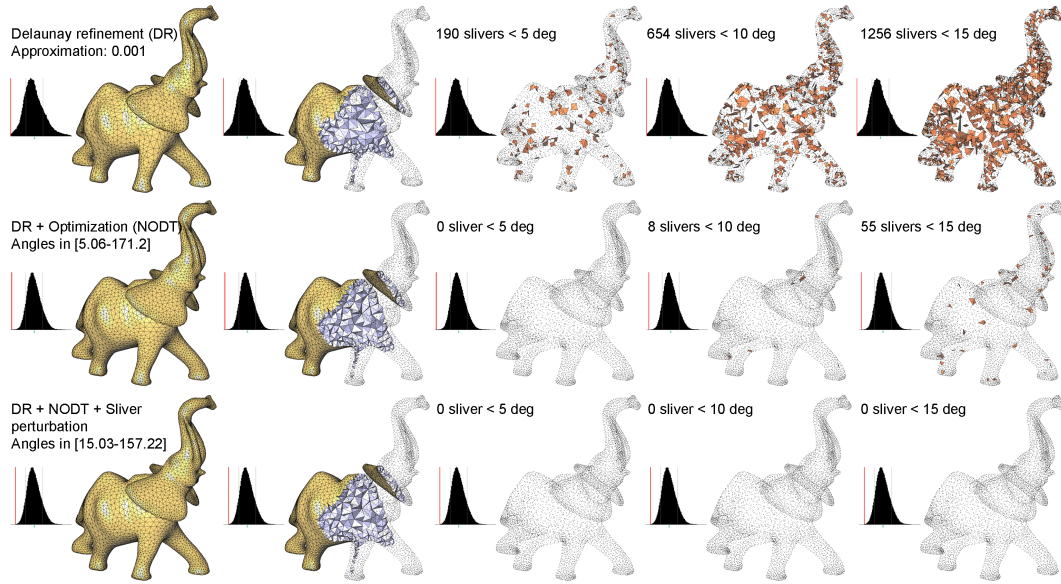 Delaunay refinement (DR)
Approximation: 0.001
190 slivers < 5 deg
654 slivers < 10 deg
1256 slivers < 15 deg
DR + Optimization (NODT)
Angles in [5.06-171.2]
0 sliver < 5 deg
8 slivers < 10 deg
55 slivers < 15 deg
DR + NODT + Sliver
perturbation
Angles in [15.03-157.22]
0 sliver < 5 deg
0 sliver < 10 deg
0 sliver < 15 deg